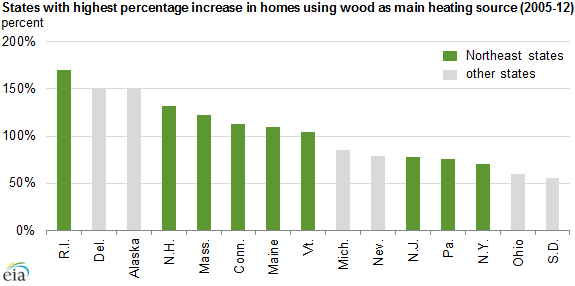 States with highest percentage increase in homes using wood as main heating source (2005-12)
percent
200%
150%
100%
50%
0%
Northeast states
other states
R.I.
Del.
Alaska
N.H.
Mass.
Conn.
Maine
Vt.
Mich.
Nev.
N.J.
Pa.
N.Y.
Ohio
S.D.
eia